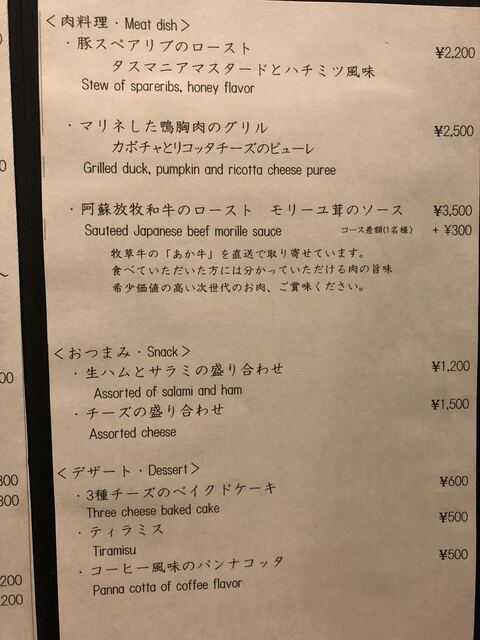 ＜肉料理・Meat dish＞
・豚スペアリブのロースト ¥2,200
タスマニアマスタードとハチミツ風味
Stew of spareribs, honey flavor
・マリネした鴨胸肉のグリル ¥2,500
カボチャとリコッタチーズのピューレ
Grilled duck, pumpkin and ricotta cheese puree
・阿蘇放牧和牛のロースト モリーユ茸のソース ¥3,500
Sauteed Japanese beef morille sauce コース差額(1名様) + ¥300
牧草牛の「あか牛」を直送で取り寄せています。
食べていただいた方には分かっていただける肉の旨味
希少価値の高い次世代のお肉、ご賞味ください。
＜おつまみ・Snack＞
・生ハムとサラミの盛り合わせ ¥1,200
Assorted of salami and ham
・チーズの盛り合わせ ¥1,500
Assorted cheese
＜デザート・Dessert＞
・3種チーズのベイクドケーキ ¥600
Three cheese baked cake
・ティラミス ¥500
Tiramisu
・コーヒー風味のパンナコッタ ¥500
Panna cotta of coffee flavor